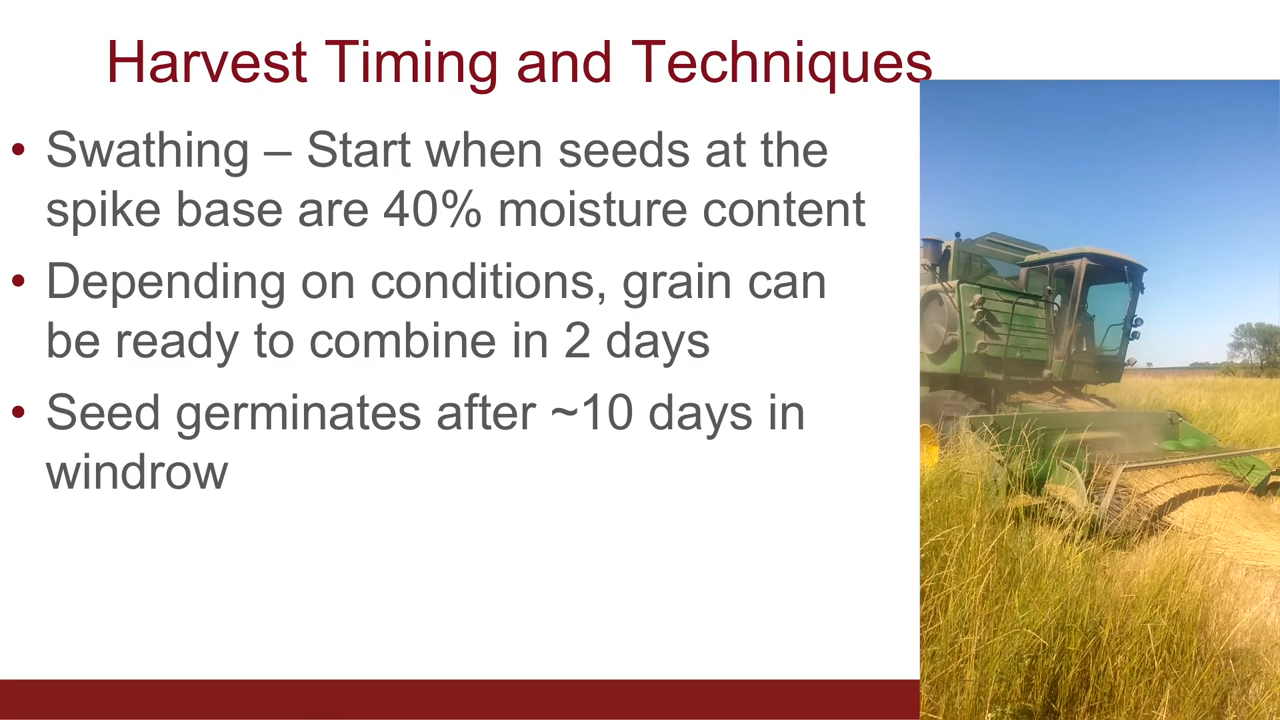 Harvest Timing and Techniques
• Swathing – Start when seeds at the
spike base are 40% moisture content
• Depending on conditions, grain can
be ready to combine in 2 days
• Seed germinates after ~10 days in
windrow